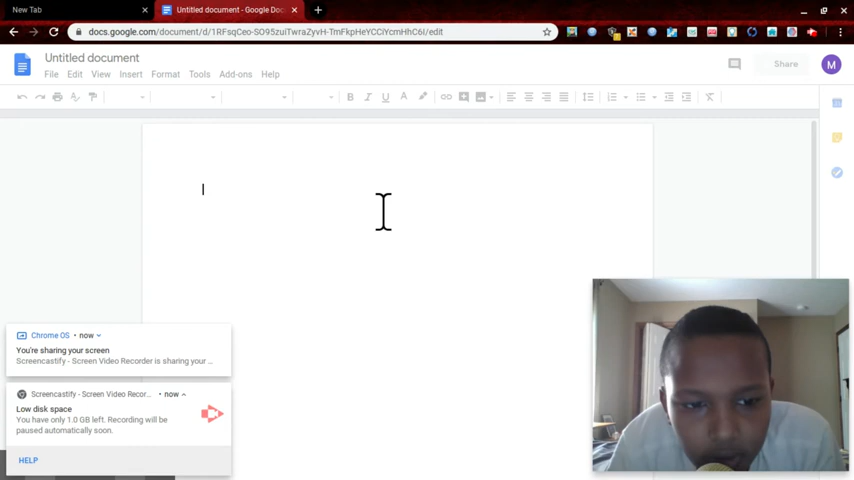 New Tab
Untitled document - Google Doc
docs.google.com/document/d/1RFsqCeo-SO95zuiTwraZyvH-TmFkpHeYCCiYcmHhC6I/edit
Untitled document
File Edit View Insert Format Tools Add-ons Help
Share
M
B I U A
Chrome OS • now
You're sharing your screen
Screencastify - Screen Video Recorder is sharing your ...
Screencastify - Screen Video Recor... • now
Low disk space
You have only 1.0 GB left. Recording will
be paused automatically soon.
HELP